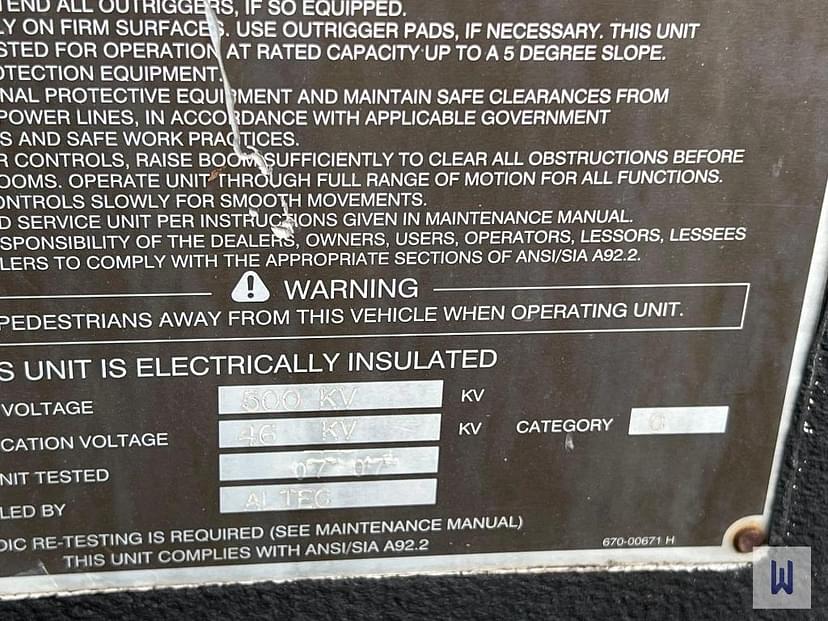 TEND ALL OUTRIGGERS, IF SO EQUIPPED.
LY ON FIRM SURFACES. USE OUTRIGGER PADS, IF NECESSARY. THIS UNIT
STED FOR OPERATION AT RATED CAPACITY UP TO A 5 DEGREE SLOPE.
OTECTION EQUIPMENT.
NAL PROTECTIVE EQUIPMENT AND MAINTAIN SAFE CLEARANCES FROM
POWER LINES, IN ACCORDANCE WITH APPLICABLE GOVERNMENT
S AND SAFE WORK PRACTICES.
R CONTROLS, RAISE BOOM SUFFICIENTLY TO CLEAR ALL OBSTRUCTIONS BEFORE
OOMS. OPERATE UNIT THROUGH FULL RANGE OF MOTION FOR ALL FUNCTIONS.
ONTROLS SLOWLY FOR SMOOTH MOVEMENTS.
D SERVICE UNIT PER INSTRUCTIONS GIVEN IN MAINTENANCE MANUAL.
SPONSIBILITY OF THE DEALERS, OWNERS, USERS, OPERATORS, LESSORS, LESSEES
LERS TO COMPLY WITH THE APPROPRIATE SECTIONS OF ANSI/SIA A92.2.
WARNING
PEDESTRIANS AWAY FROM THIS VEHICLE WHEN OPERATING UNIT.
S UNIT IS ELECTRICALLY INSULATED
VOLTAGE 500 KV KV
CATION VOLTAGE 46 KV KV CATEGORY
NIT TESTED 07 07
LED BY ALTEC
DIC RE-TESTING IS REQUIRED (SEE MAINTENANCE MANUAL)
THIS UNIT COMPLIES WITH ANSI/SIA A92.2
670-00671 H
W